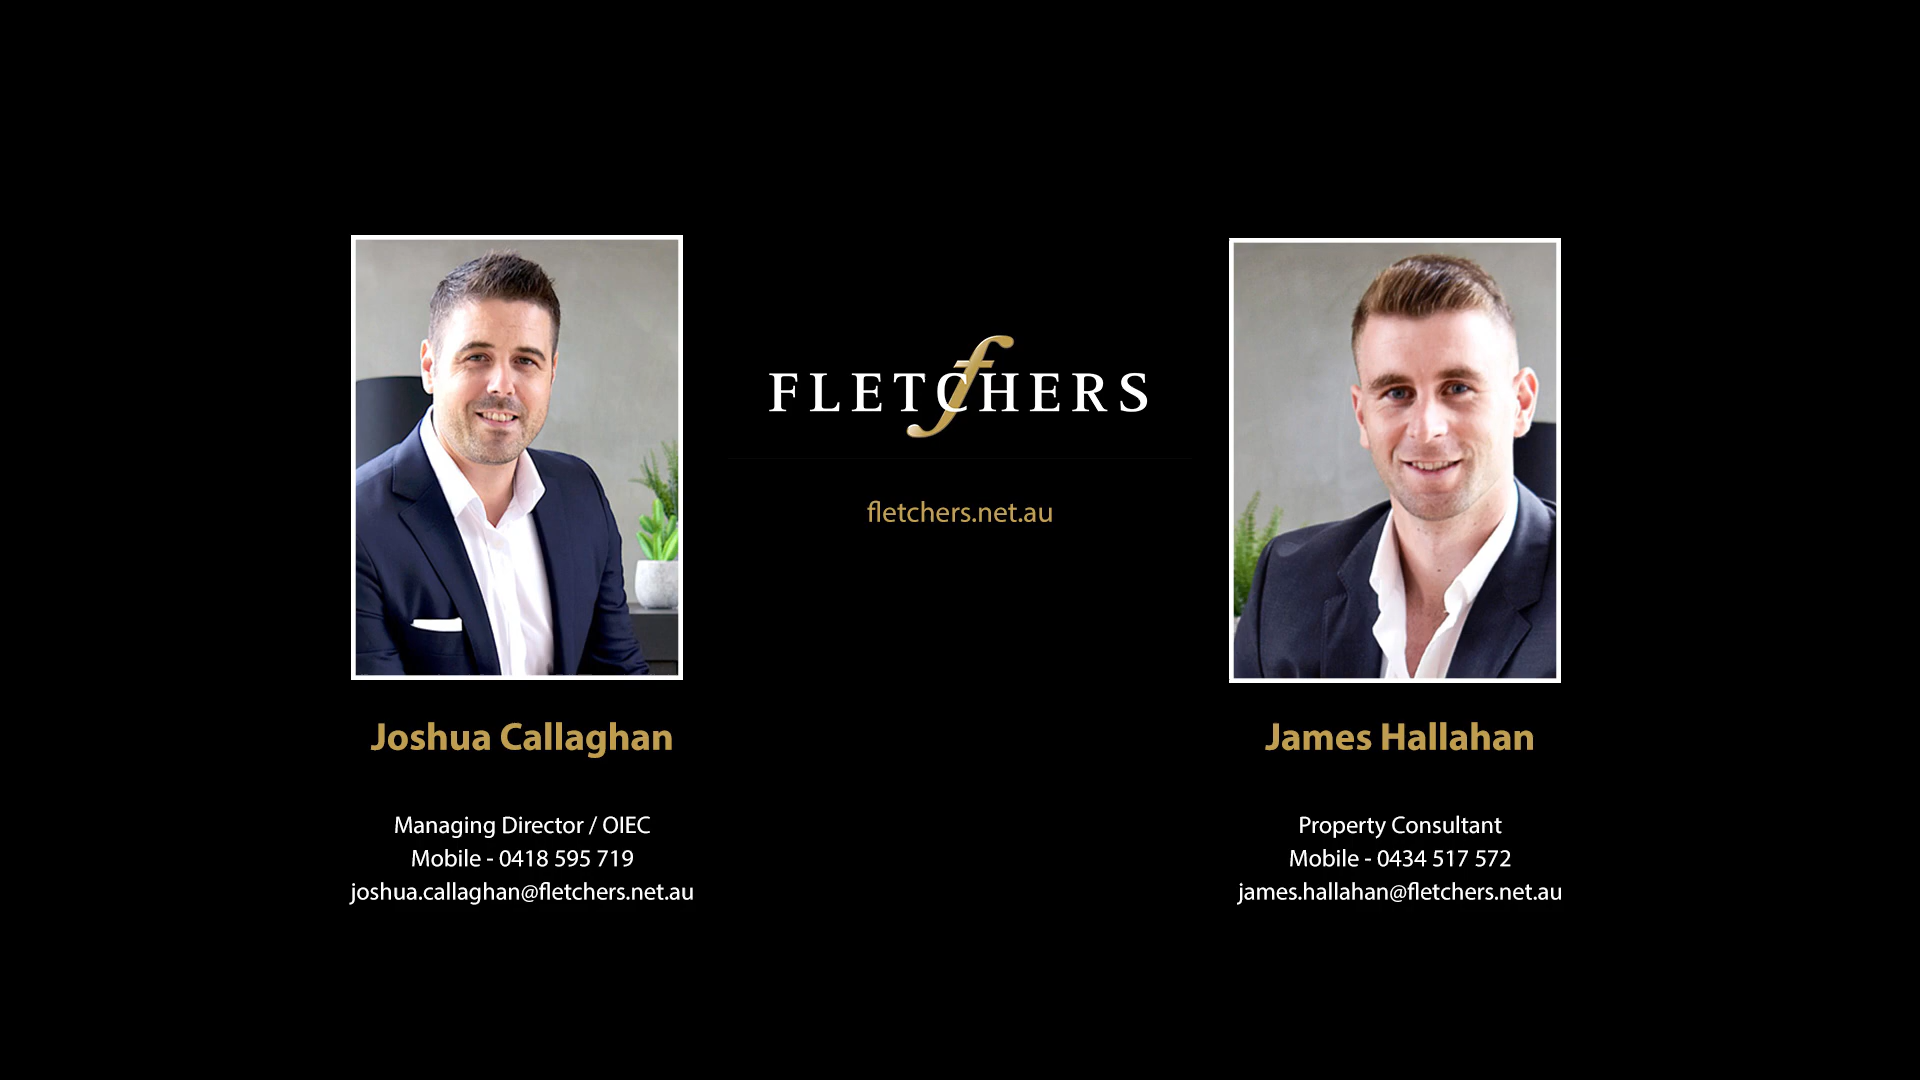 FLETCHERS
fletchers.net.au
Joshua Callaghan
Managing Director / OIEC
Mobile - 0418 595 719
joshua.callaghan@fletchers.net.au
James Hallahan
Property Consultant
Mobile - 0434 517 572
james.hallahan@fletchers.net.au